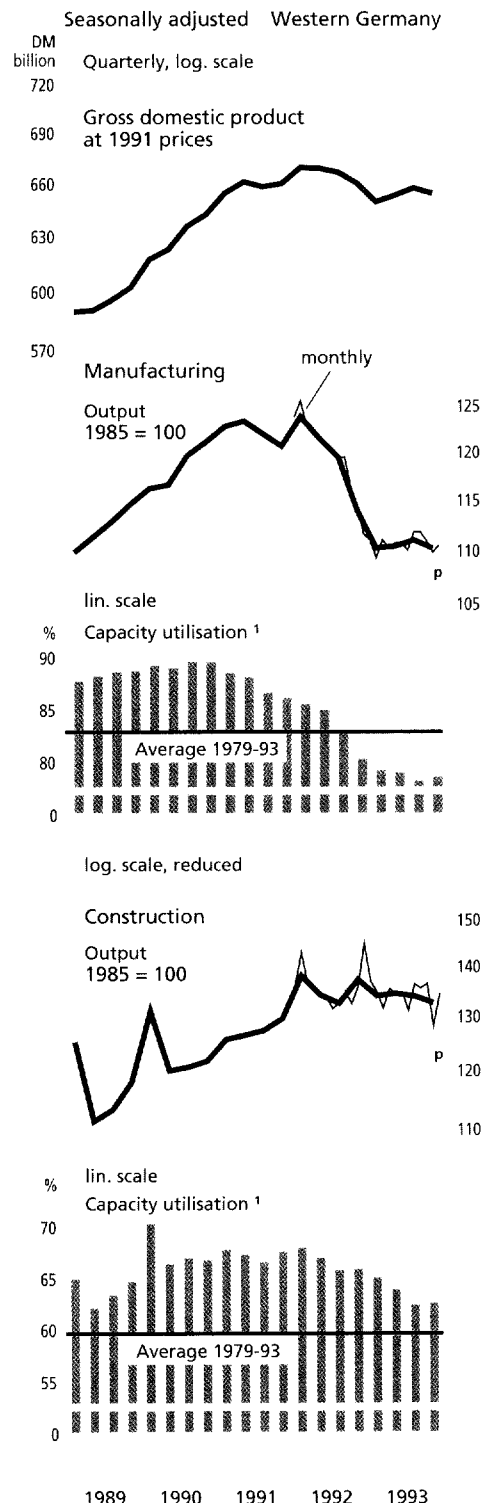 Seasonally adjusted Western Germany
DM
billion
Quarterly, log. scale
720
Gross domestic product
at 1991 prices
690
660
630
600
570
Manufacturing
monthly
Output
1985 = 100
125
120
115
110
p
105
lin. scale
%
Capacity utilisation ¹
90
85
Average 1979-93
80
0
log. scale, reduced
Construction
Output
1985 = 100
150
140
130
p
120
110
lin. scale
%
Capacity utilisation ¹
70
65
60
Average 1979-93
55
0
1989 1990 1991 1992 1993